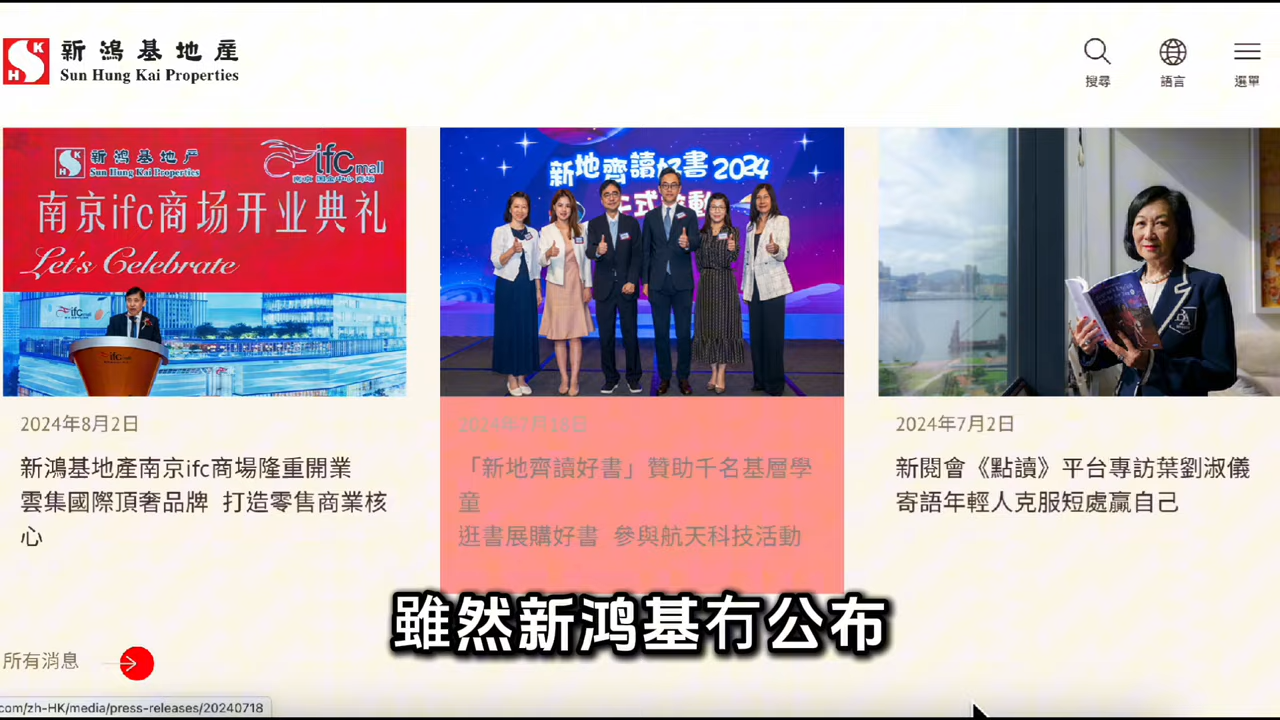 新鴻基地產
Sun Hung Kai Properties
搜尋
語言
選單
新鴻基地产
Sun Hung Kai Properties
ifc mall
南京ifc商场开业典礼
Let's Celebrate
ifc
新地齊讀好書 2024
2024年8月2日
新鴻基地產南京ifc商場隆重開業
雲集國際頂奢品牌 打造零售商業核
心
2024年7月18日
「新地齊讀好書」贊助千名基層學
童
逛書展購好書 參與航天科技活動
2024年7月2日
新閱會《點讀》平台專訪葉劉淑儀
寄語年輕人克服短處贏自己
雖然新鸿基冇公布
所有消息
com/zh-HK/media/press-releases/20240718